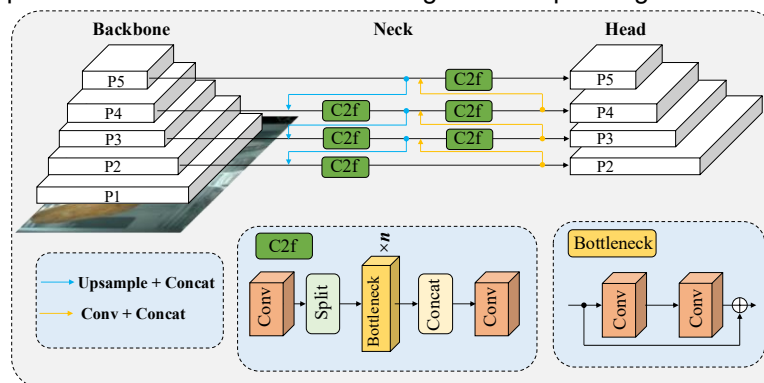 Backbone
Neck
Head
P5
C2f
P5
P4
C2f
C2f
P4
P3
C2f
C2f
P3
P2
C2f
P2
P1
Upsample + Concat
Conv + Concat
C2f
×n
Conv
Split
Bottleneck
Concat
Conv
Bottleneck
Conv
Conv